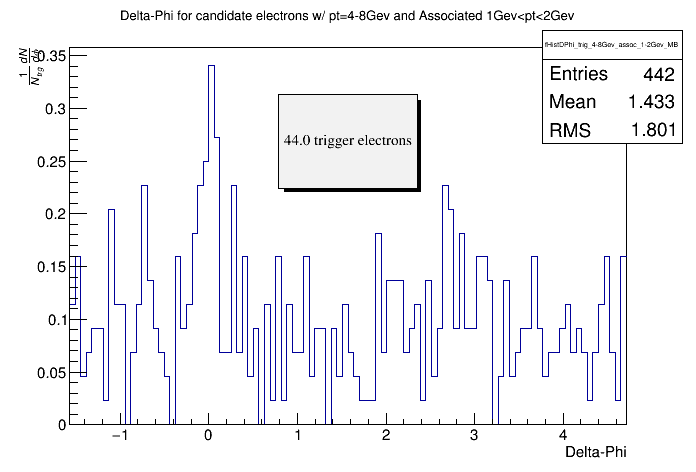 Delta-Phi for candidate electrons w/ pt=4-8Gev and Associated 1Gev<pt<2Gev
fHistDPhi_trig_4-8Gev_assoc_1-2Gev_MB
Entries 442
Mean 1.433
RMS 1.801
44.0 trigger electrons
0.35
0.3
0.25
0.2
0.15
0.1
0.05
0
−1 0 1 2 3 4
Delta-Phi